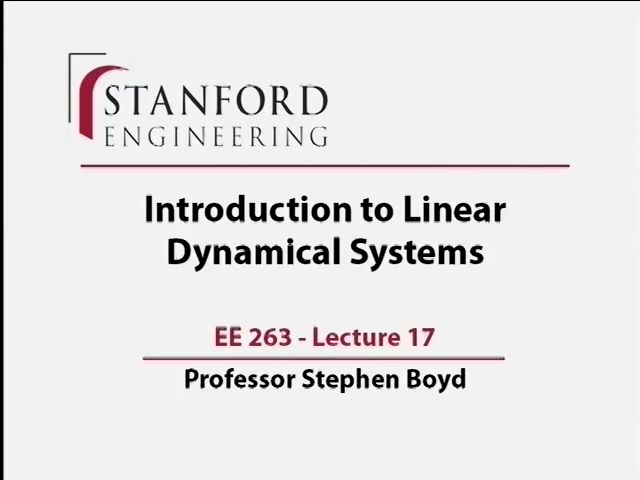 STANFORD
ENGINEERING
Introduction to Linear
Dynamical Systems
EE 263 - Lecture 17
Professor Stephen Boyd